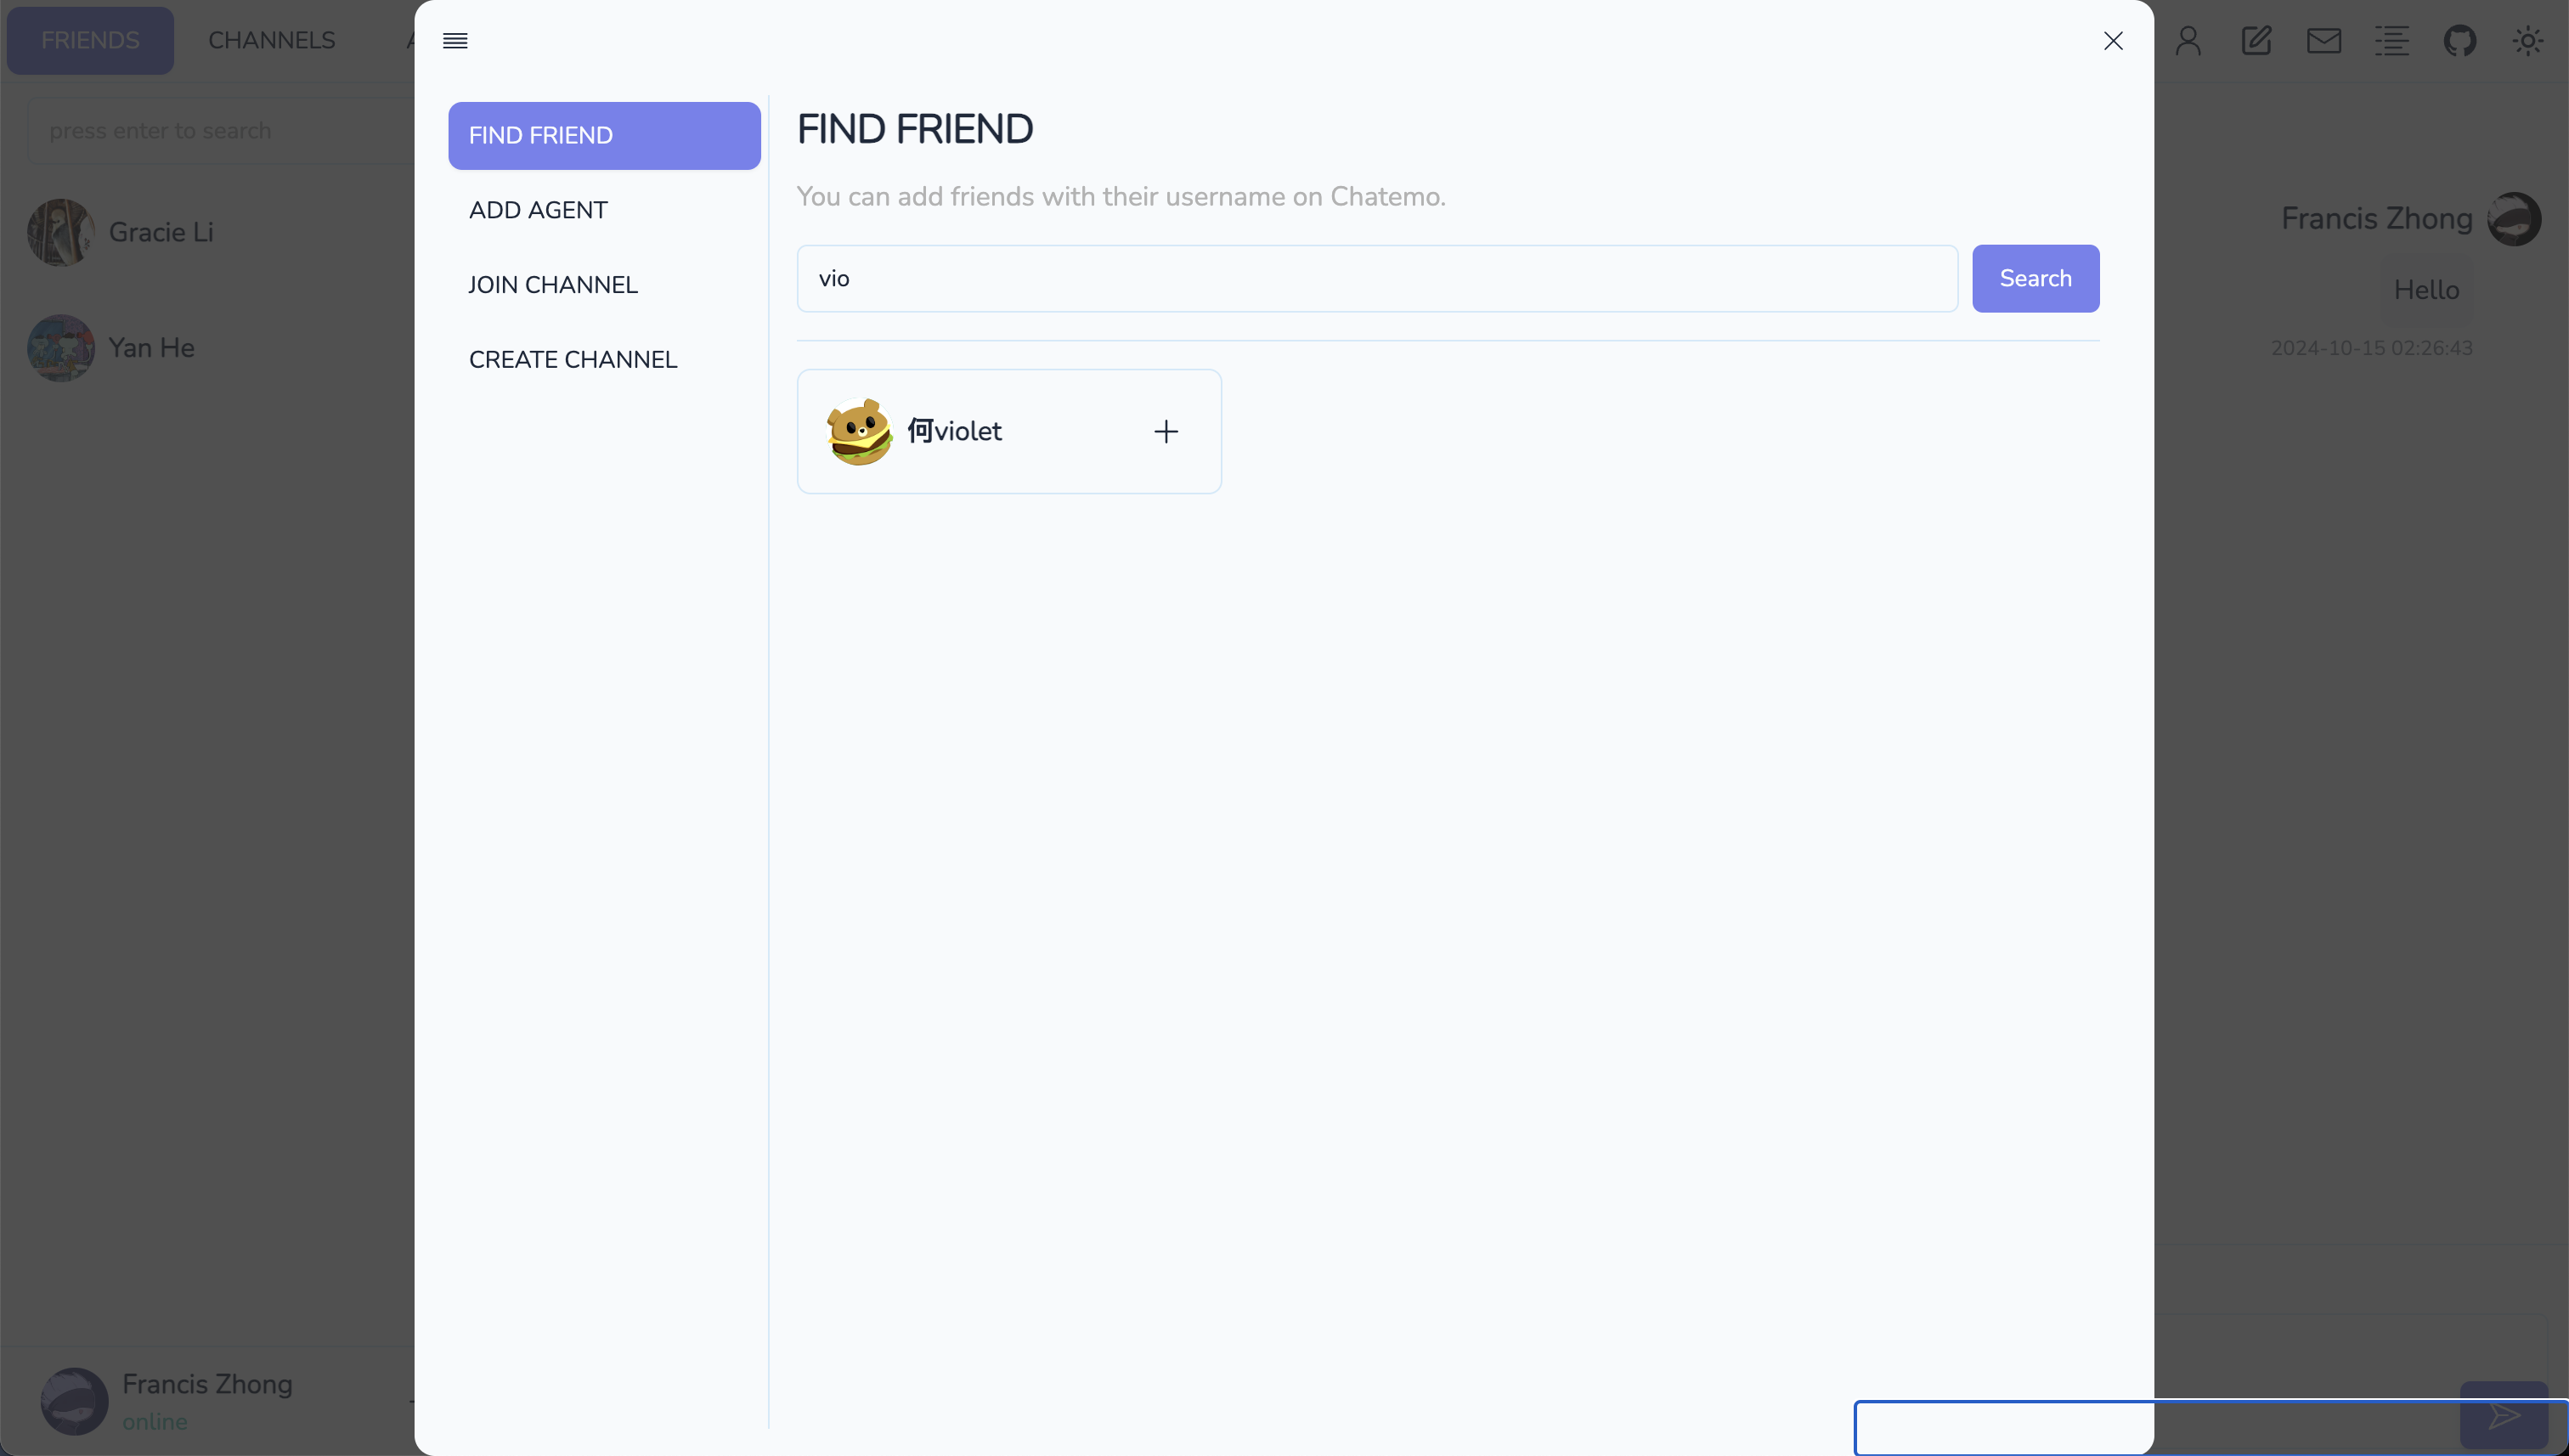 FRIENDS
CHANNELS
press enter to search
Gracie Li
Yan He
Francis Zhong
online
FIND FRIEND
ADD AGENT
JOIN CHANNEL
CREATE CHANNEL
FIND FRIEND
You can add friends with their username on Chatemo.
vio
Search
何violet
Francis Zhong
Hello
2024-10-15 02:26:43